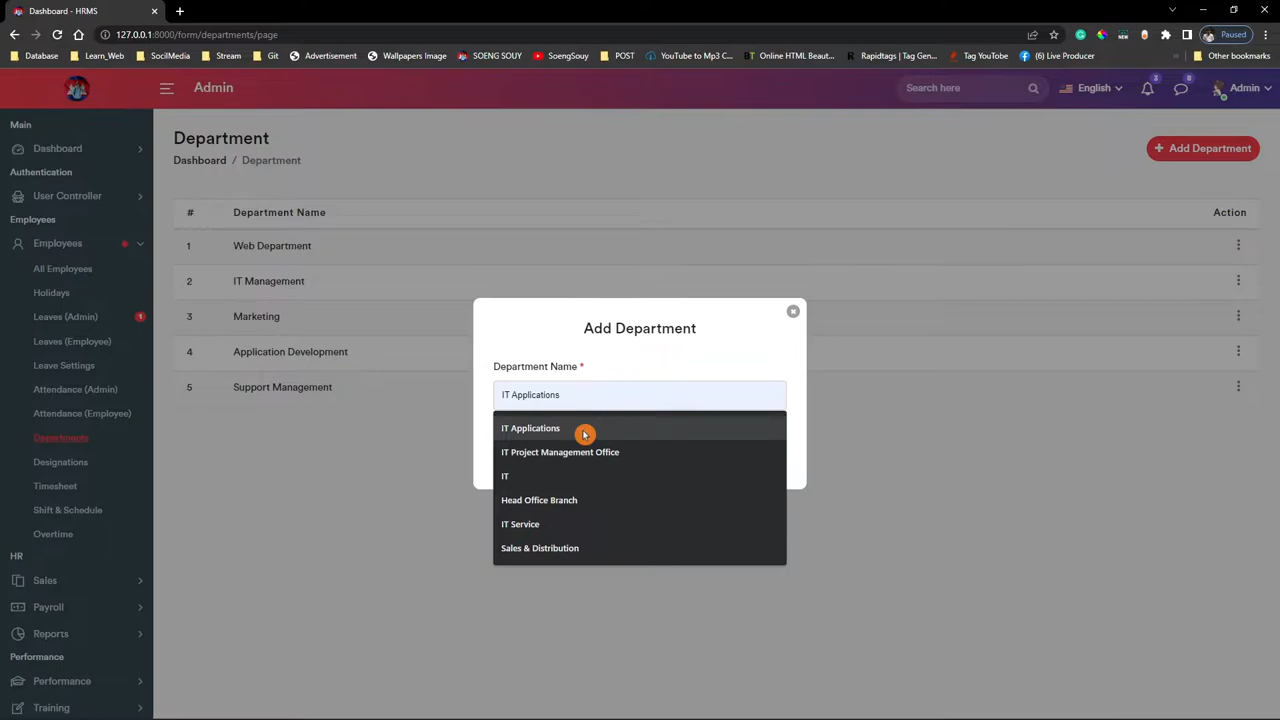 Dashboard - HRMS
Paused
127.0.0.1:8000/form/departments/page
Database
Learn_Web
SocilMedia
Stream
Git
Advertisement
Wallpapers Image
SOENG SOUY
SoengSouy
POST
YouTube to Mp3 C...
Online HTML Beaut...
Rapidtags | Tag Gen...
Tag YouTube
(6) Live Producer
Other bookmarks
Admin
Search here
English
3
8
Admin
Main
Dashboard
Authentication
User Controller
Employees
Employees
All Employees
Holidays
Leaves (Admin)
1
Leaves (Employee)
Leave Settings
Attendance (Admin)
Attendance (Employee)
Departments
Designations
Timesheet
Shift & Schedule
Overtime
HR
Sales
Payroll
Reports
Performance
Performance
Training
Department
Dashboard / Department
+ Add Department
# Department Name Action
1 Web Department
2 IT Management
3 Marketing
4 Application Development
5 Support Management
Add Department
Department Name *
IT Applications
IT Applications
IT Project Management Office
IT
Head Office Branch
IT Service
Sales & Distribution